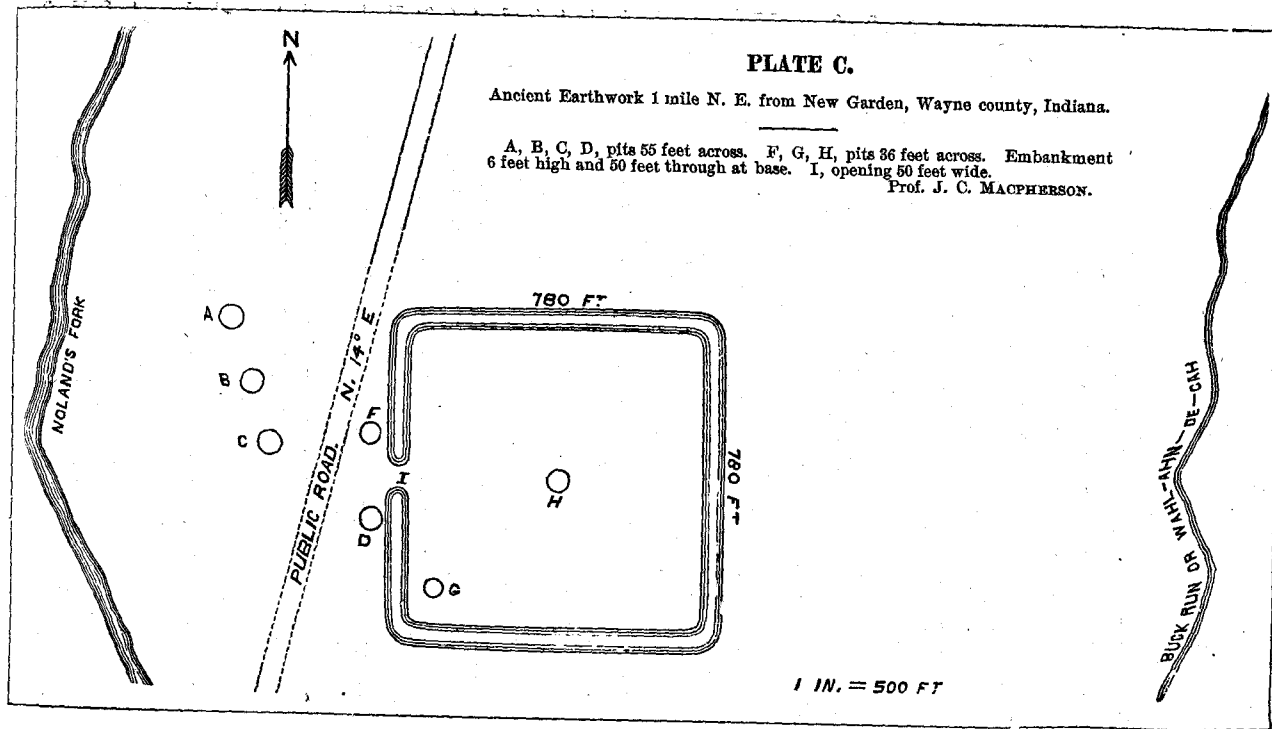 N
PLATE C.
Ancient Earthwork 1 mile N. E. from New Garden, Wayne county, Indiana.
A, B, C, D, pits 55 feet across. F, G, H, pits 36 feet across. Embankment
6 feet high and 50 feet through at base. I, opening 50 feet wide.
Prof. J. C. MACPHERSON.
NOLAND'S FORK
A
B
C
PUBLIC ROAD. N. 14° E
780 FT
F
I
D
H
G
780 FT
BUCK RUN OR WAHL-AHN-DE-CAH
1 IN. = 500 FT